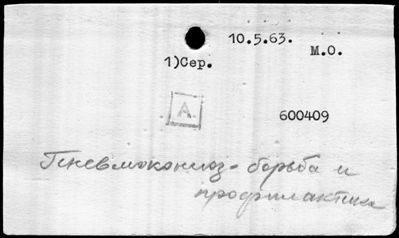 10.5.63.
М.О.
1)Сер.
А
600409
Пневмокониоз - борьба и
профилактика